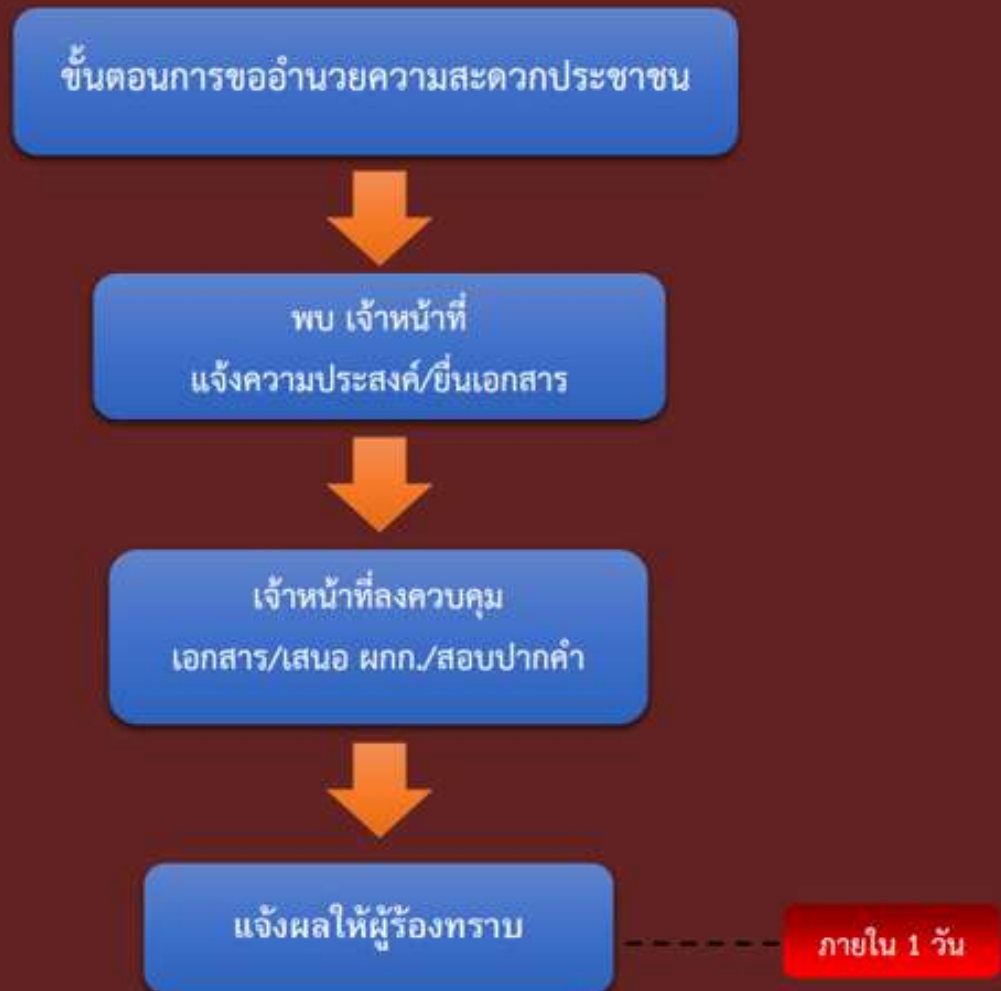 ขั้นตอนการขออำนวยความสะดวกประชาชน
พบ เจ้าหน้าที่
แจ้งความประสงค์/ยื่นเอกสาร
เจ้าหน้าที่ลงควบคุม
เอกสาร/เสนอ ผกก./สอบปากคำ
แจ้งผลให้ผู้ร้องทราบ
ภายใน 1 วัน